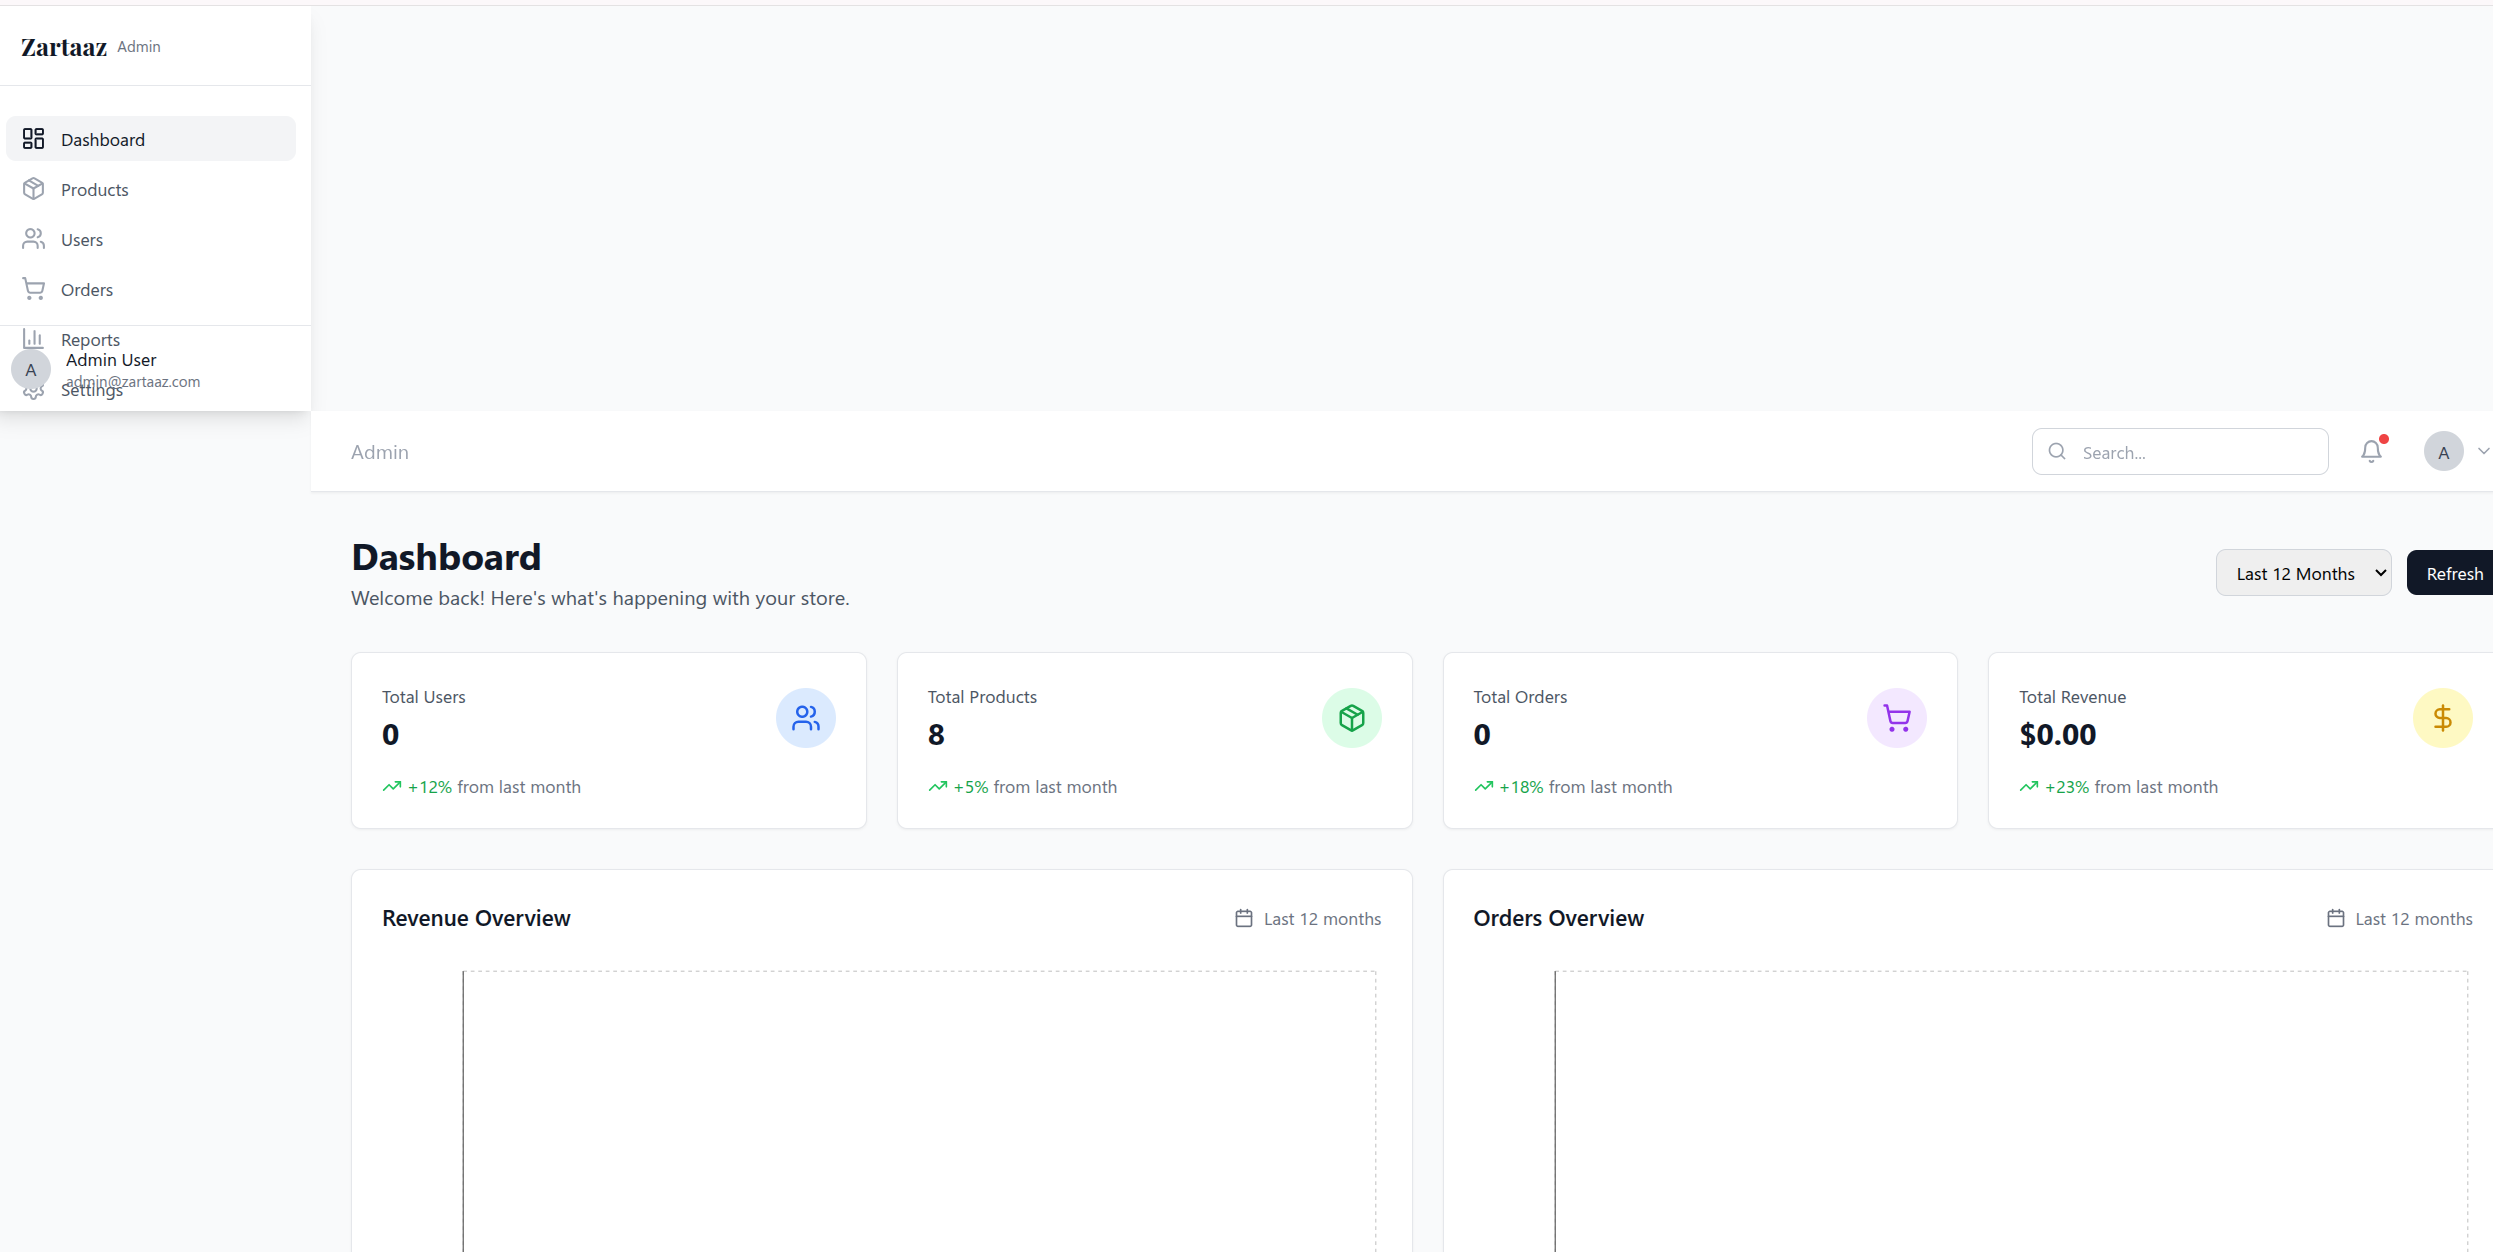 Zartaaz Admin
Dashboard
Products
Users
Orders
Reports
A
Admin User
admin@zartaaz.com
Settings
Admin
Search...
A
Dashboard
Welcome back! Here's what's happening with your store.
Last 12 Months
Refresh
Total Users
0
+12% from last month
Total Products
8
+5% from last month
Total Orders
0
+18% from last month
Total Revenue
$0.00
+23% from last month
Revenue Overview
Last 12 months
Orders Overview
Last 12 months